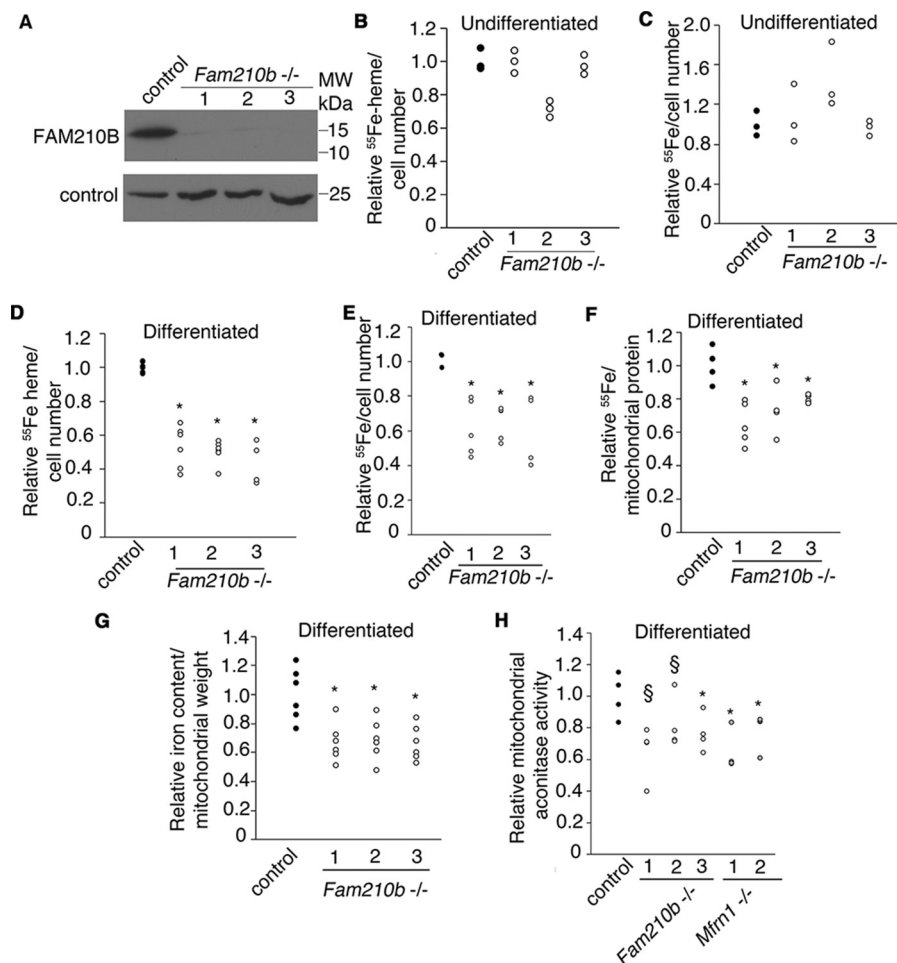 A
control
Fam210b -/-
1 2 3
MW
kDa
FAM210B
15
10
control
25
B
Undifferentiated
Relative 55Fe-heme/
cell number
1.2
1.0
0.8
0.6
0.4
0.2
0
control
1 2 3
Fam210b -/-
C
Undifferentiated
Relative 55Fe/cell number
2.0
1.6
1.2
0.8
0.4
0
control
1 2 3
Fam210b -/-
D
Differentiated
Relative 55Fe heme/
cell number
1.2
1.0
0.8
0.6
0.4
0.2
0
* * *
control
1 2 3
Fam210b -/-
E
Differentiated
Relative 55Fe/cell number
1.2
1.0
0.8
0.6
0.4
0.2
0
* * *
control
1 2 3
Fam210b -/-
F
Differentiated
Relative 55Fe/
mitochondrial protein
1.2
1.0
0.8
0.6
0.4
0.2
0
* * *
control
1 2 3
Fam210b -/-
G
Differentiated
Relative iron content/
mitochondrial weight
1.4
1.2
1.0
0.8
0.6
0.4
0.2
0
* * *
control
1 2 3
Fam210b -/-
H
Differentiated
Relative mitochondrial
aconitase activity
1.4
1.2
1.0
0.8
0.6
0.4
0.2
0
§ § * * *
control
1 2 3 1 2
Fam210b -/-
Mfrn1 -/-